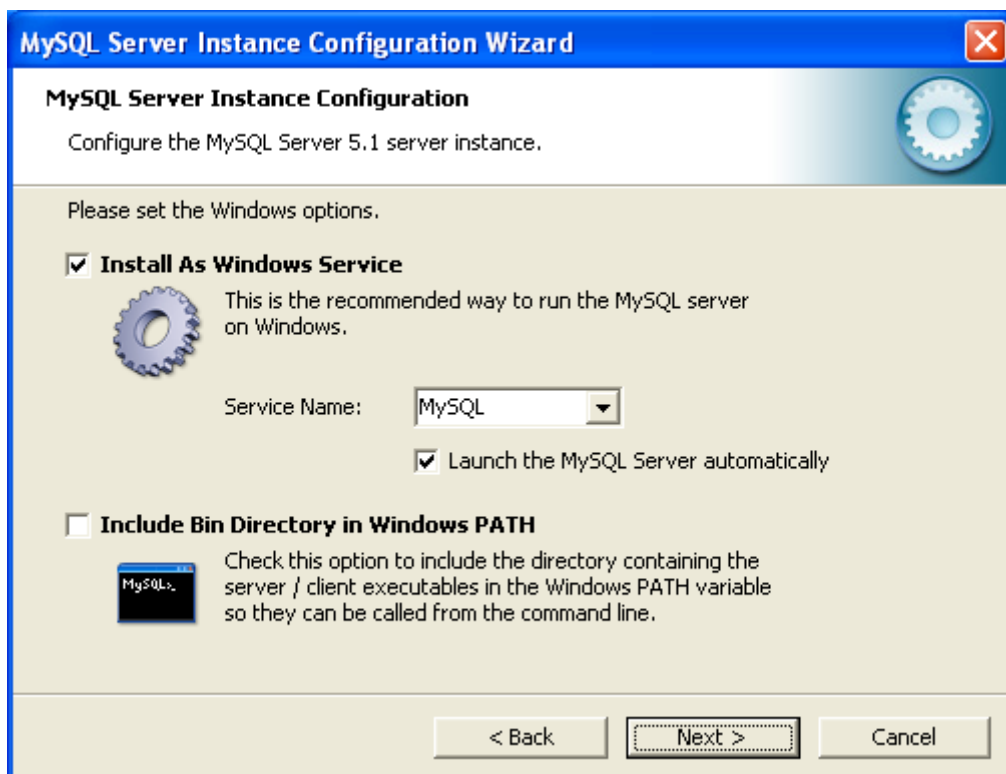 MySQL Server Instance Configuration Wizard
MySQL Server Instance Configuration
Configure the MySQL Server 5.1 server instance.
Please set the Windows options.
Install As Windows Service
This is the recommended way to run the MySQL server
on Windows.
Service Name: MySQL
Launch the MySQL Server automatically
Include Bin Directory in Windows PATH
Check this option to include the directory containing the
server / client executables in the Windows PATH variable
so they can be called from the command line.
MySQL>_
< Back Next > Cancel